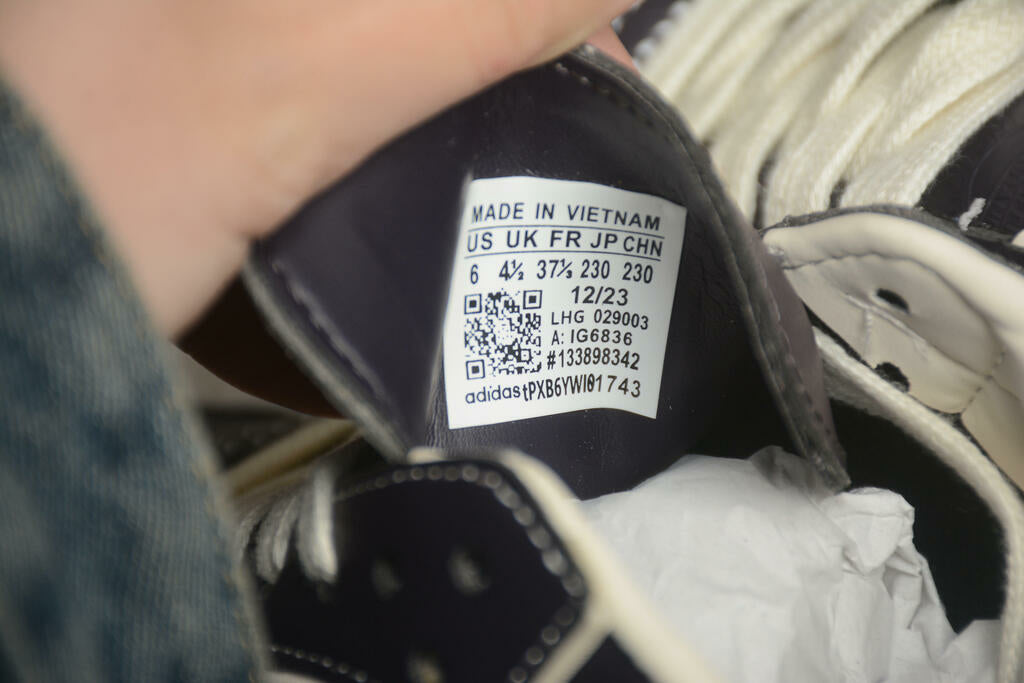 MADE IN VIETNAM
US UK FR JP CHN
6 4½ 37⅓ 230 230
12/23
LHG 029003
A: IG6836
#133898342
adidas tPXB6YWI01743